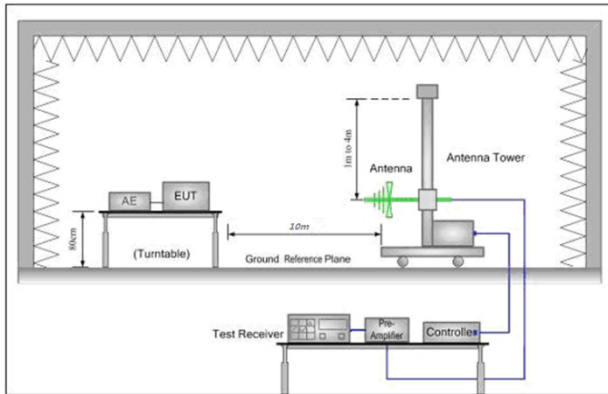 1m to 4m
Antenna
Antenna Tower
AE
EUT
80cm
(Turntable)
10m
Ground Reference Plane
Test Receiver
Pre-
Amplifier
Controller